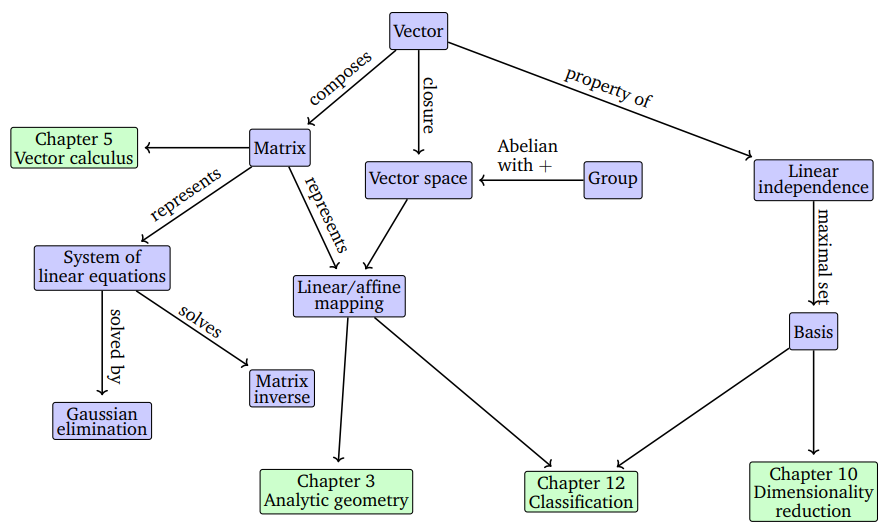 Vector
composes
closure
property of
Chapter 5
Vector calculus
Matrix
Abelian
with +
Vector space
Group
Linear
independence
represents
represents
maximal set
System of
linear equations
Linear/affine
mapping
solved by
solves
Basis
Matrix
inverse
Gaussian
elimination
Chapter 3
Analytic geometry
Chapter 12
Classification
Chapter 10
Dimensionality
reduction